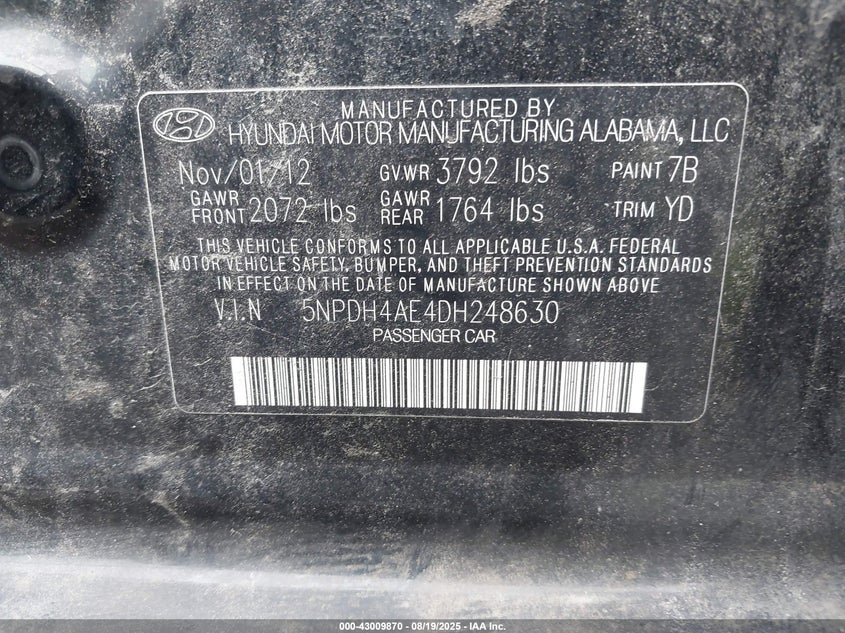 MANUFACTURED BY
HYUNDAI MOTOR MANUFACTURING ALABAMA, LLC
Nov/01/12 GVWR 3792 lbs PAINT 7B
GAWR FRONT 2072 lbs GAWR REAR 1764 lbs TRIM YD
THIS VEHICLE CONFORMS TO ALL APPLICABLE U.S.A. FEDERAL
MOTOR VEHICLE SAFETY, BUMPER, AND THEFT PREVENTION STANDARDS
IN EFFECT ON THE DATE OF MANUFACTURE SHOWN ABOVE
V.I.N 5NPDH4AE4DH248630
PASSENGER CAR
000-43009870 - 08/19/2025 - IAA Inc.